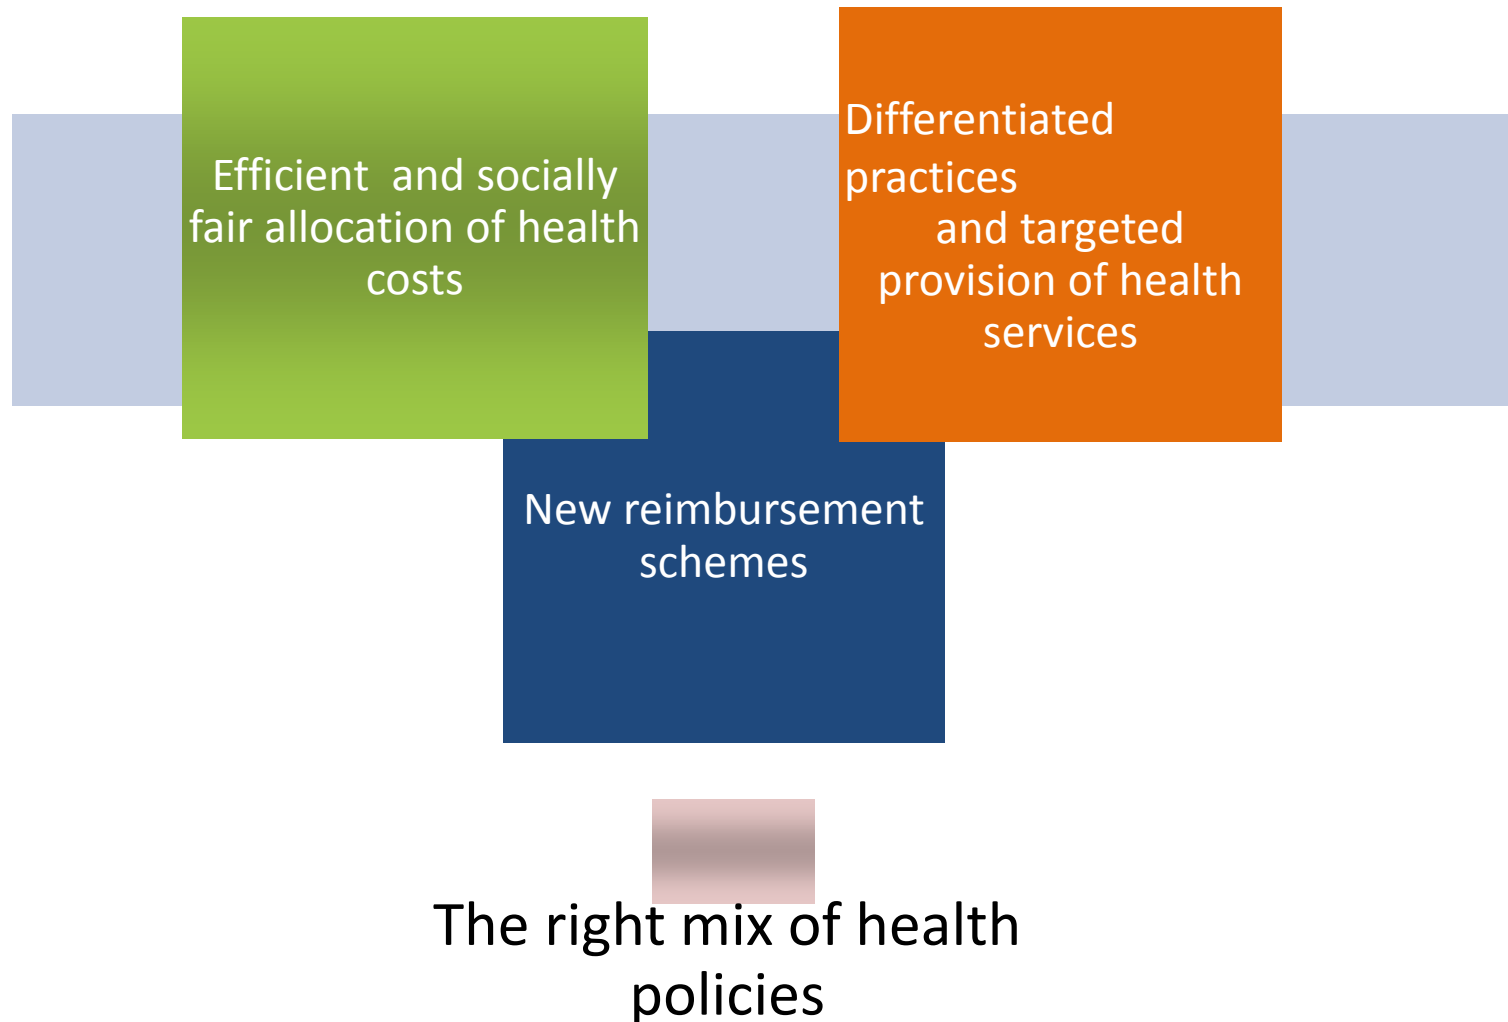 Efficient  and socially
fair allocation of health
costs
Differentiated
practices
and targeted
provision of health
services
New reimbursement
schemes
The right mix of health
policies